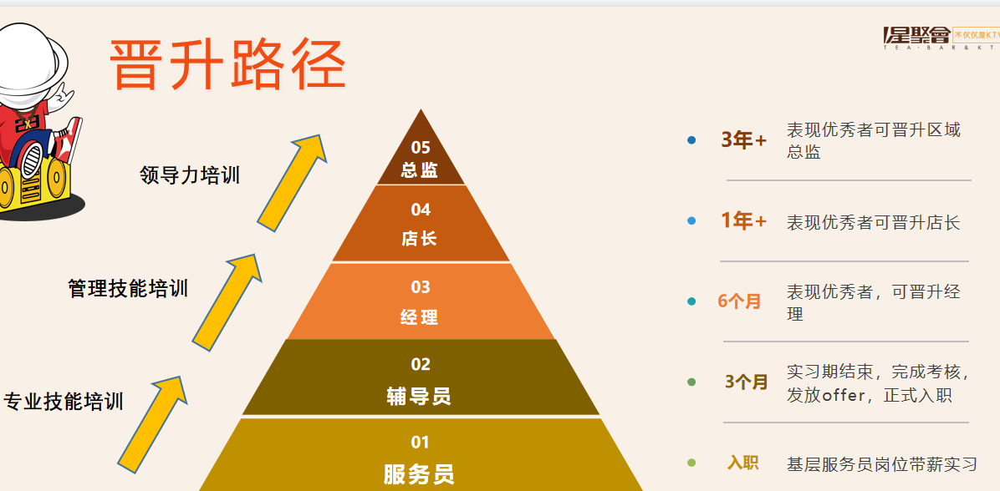 晋升路径
星聚會
不仅仅是KTV
TEA·BAR&KT
23
领导力培训
管理技能培训
专业技能培训
05
总监
04
店长
03
经理
02
辅导员
01
服务员
3年+
表现优秀者可晋升区域
总监
1年+
表现优秀者可晋升店长
6个月
表现优秀者，可晋升经
理
3个月
实习期结束，完成考核，
发放offer，正式入职
入职
基层服务员岗位带薪实习